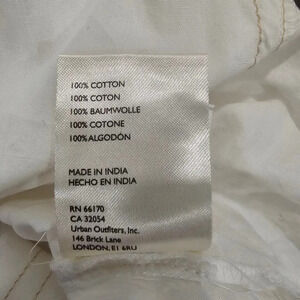 100% COTTON
100% COTON
100% BAUMWOLLE
100% COTONE
100% ALGODÓN
MADE IN INDIA
HECHO EN INDIA
RN 66170
CA 32054
Urban Outfitters, Inc.
146 Brick Lane
LONDON, E1 6RU